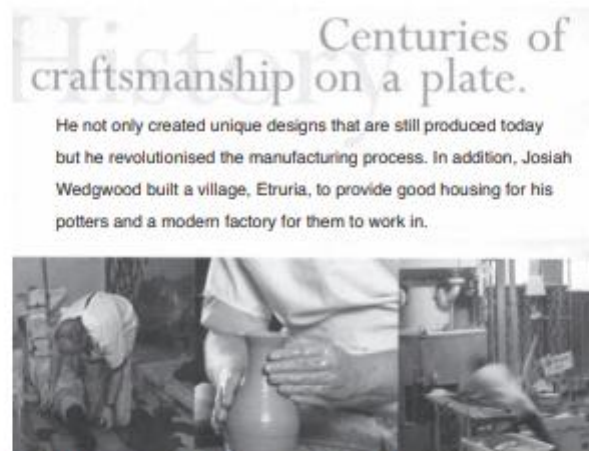 History
Centuries of
craftsmanship on a plate.
He not only created unique designs that are still produced today
but he revolutionised the manufacturing process. In addition, Josiah
Wedgwood built a village, Etruria, to provide good housing for his
potters and a modern factory for them to work in.